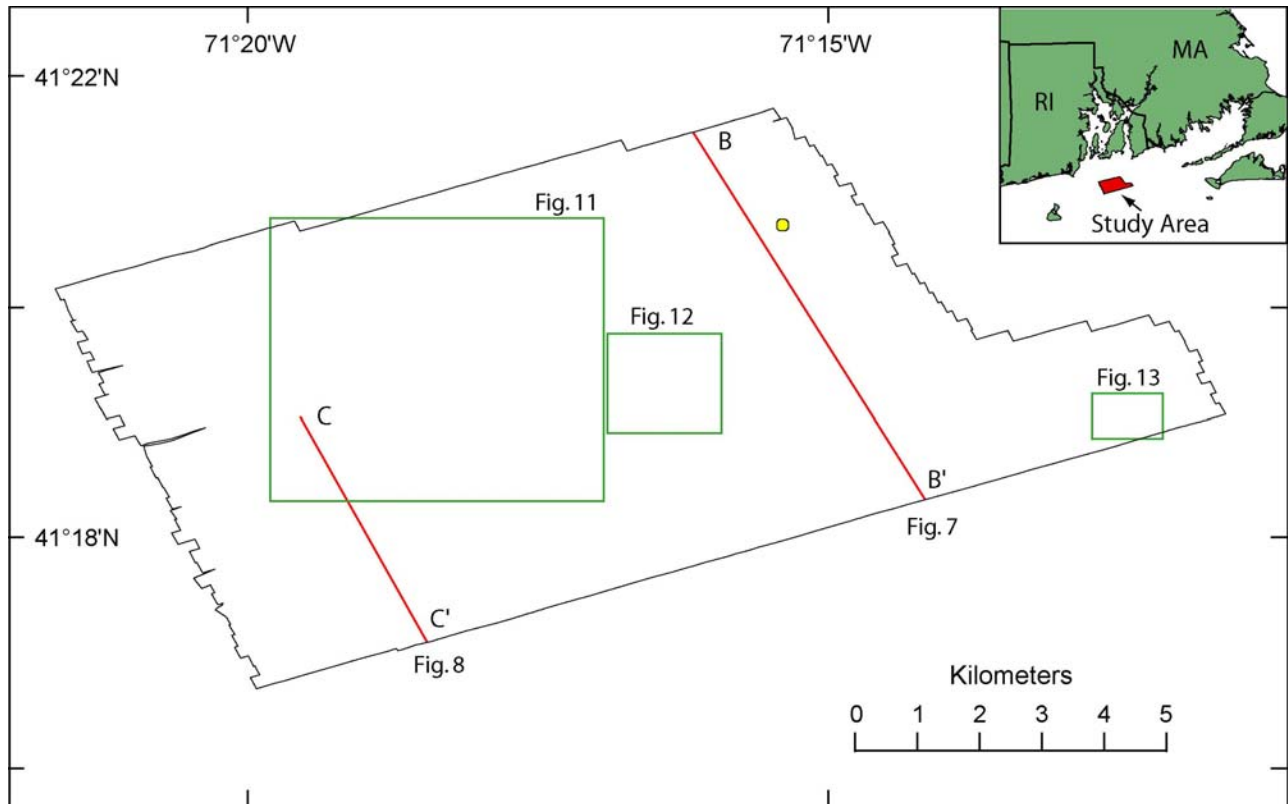 71°20'W
71°15'W
41°22'N
MA
RI
Study Area
B
Fig. 11
Fig. 12
Fig. 13
C
B'
Fig. 7
41°18'N
C'
Fig. 8
Kilometers
0 1 2 3 4 5